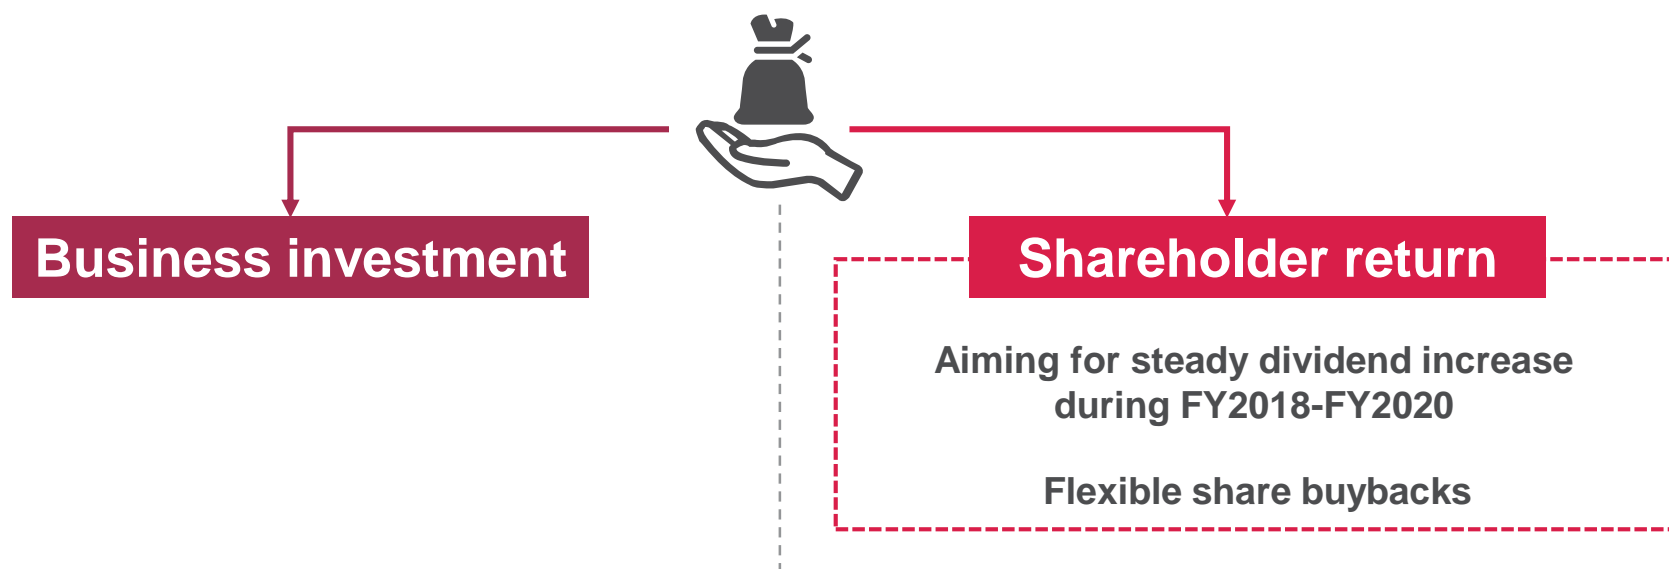 Business investment
Shareholder return
Aiming for steady dividend increase
during FY2018-FY2020
Flexible share buybacks